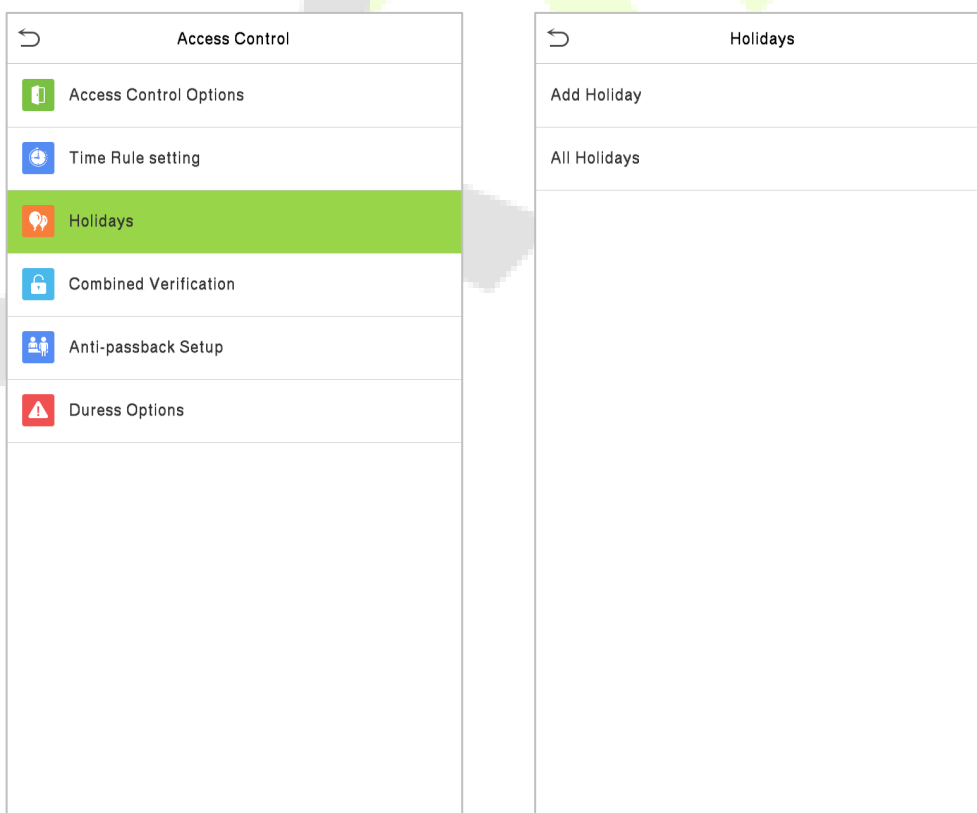 Access Control
Access Control Options
Time Rule setting
Holidays
Combined Verification
Anti-passback Setup
Duress Options
Holidays
Add Holiday
All Holidays